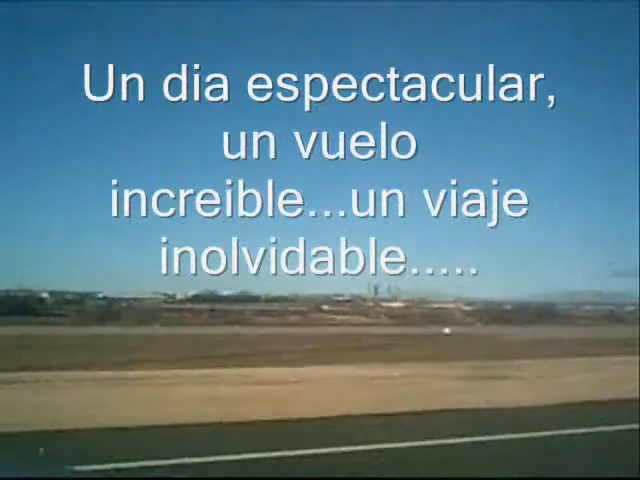 Un dia espectacular,
un vuelo
increible...un viaje
inolvidable.....